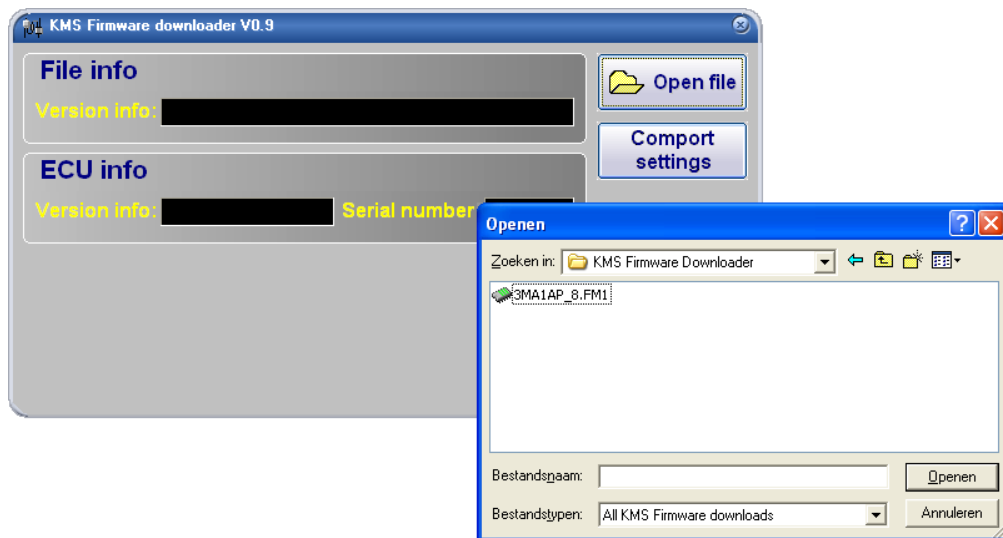 KMS Firmware downloader V0.9
File info
Version info:
Open file
Comport
settings
ECU info
Version info:
Serial number
Openen
Zoeken in:
KMS Firmware Downloader
3MA1AP_8.FM1
Bestandsnaam:
Openen
Bestandstypen:
All KMS Firmware downloads
Annuleren